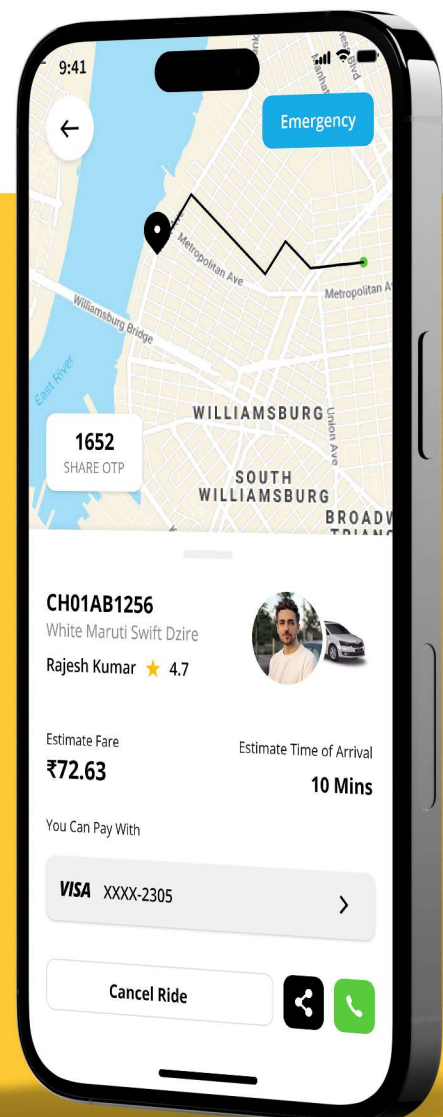 9:41
Emergency
Metropolitan Ave
Metropolitan Av
Williamsburg Bridge
East River
WILLIAMSBURG
Union Ave
1652
SHARE OTP
SOUTH
WILLIAMSBURG
BROADW
CH01AB1256
White Maruti Swift Dzire
Rajesh Kumar ★ 4.7
Estimate Fare
₹72.63
Estimate Time of Arrival
10 Mins
You Can Pay With
VISA XXXX-2305
Cancel Ride